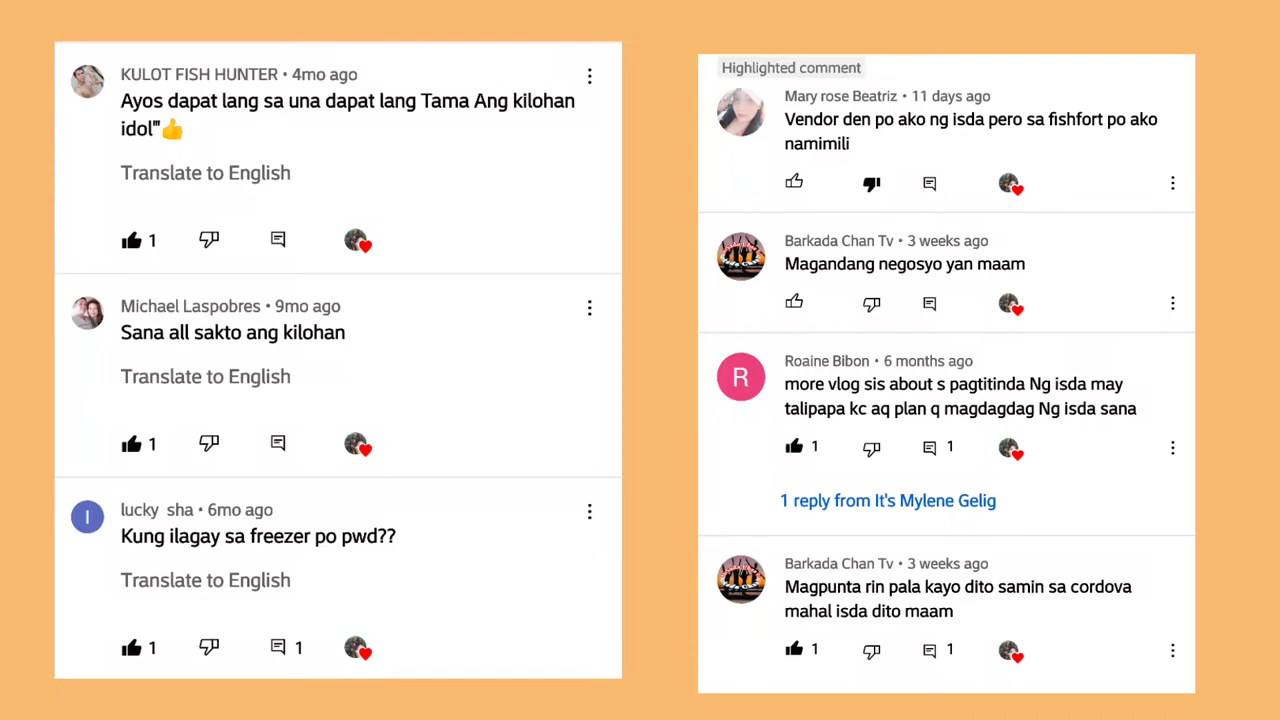 KULOT FISH HUNTER • 4mo ago
Ayos dapat lang sa una dapat lang Tama Ang kilohan
idol"'👍
Translate to English
1
Michael Laspobres • 9mo ago
Sana all sakto ang kilohan
Translate to English
1
I
lucky sha • 6mo ago
Kung ilagay sa freezer po pwd??
Translate to English
1 1
Highlighted comment
Mary rose Beatriz • 11 days ago
Vendor den po ako ng isda pero sa fishfort po ako
namimili
Barkada Chan Tv • 3 weeks ago
Magandang negosyo yan maam
R
Roaine Bibon • 6 months ago
more vlog sis about s pagtitinda Ng isda may
talipapa kc aq plan q magdagdag Ng isda sana
1 1
1 reply from It's Mylene Gelig
Barkada Chan Tv • 3 weeks ago
Magpunta rin pala kayo dito samin sa cordova
mahal isda dito maam
1 1